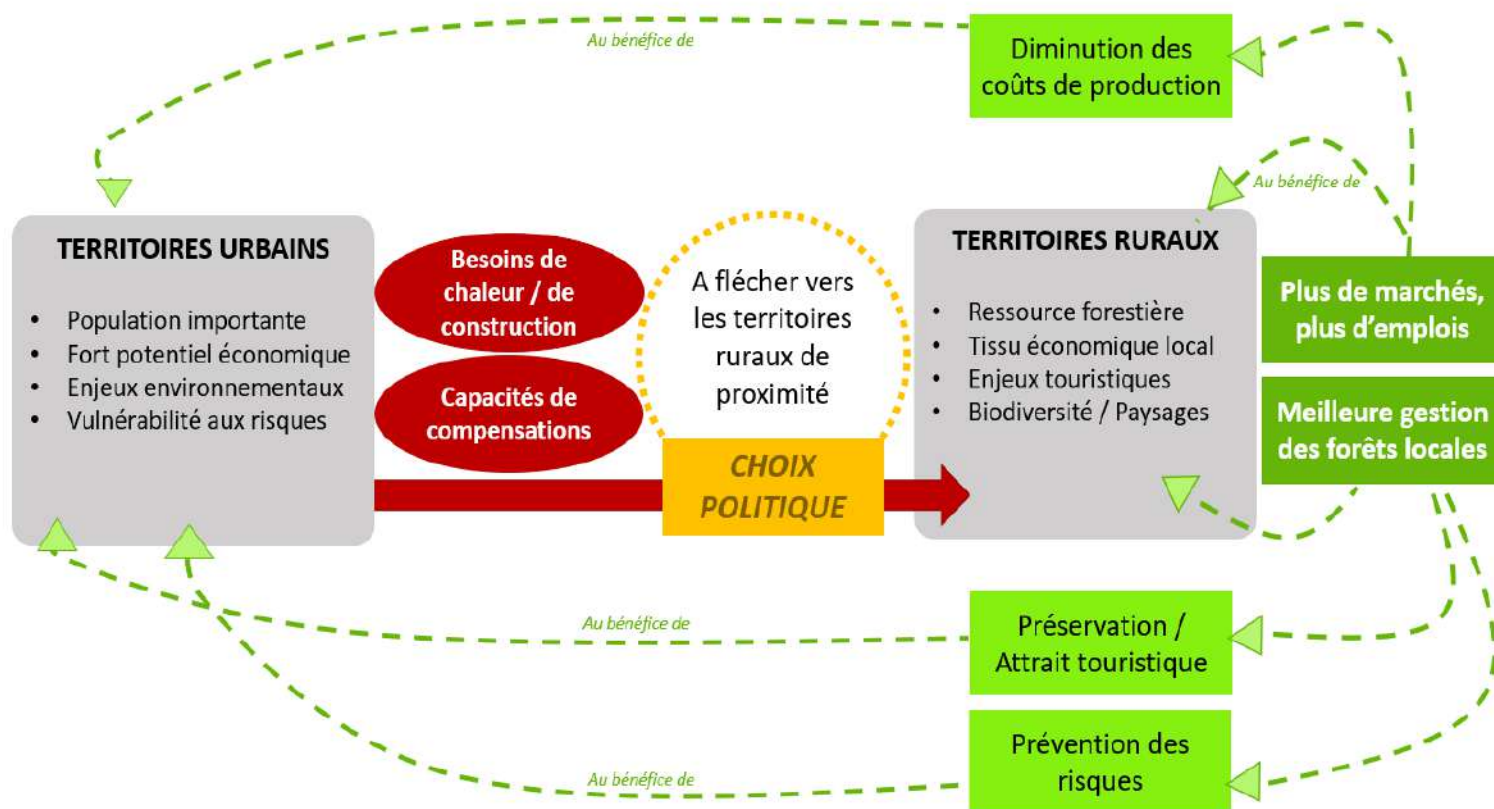 Au bénéfice de
Diminution des
coûts de production
Au bénéfice de
TERRITOIRES URBAINS
• Population importante
• Fort potentiel économique
• Enjeux environnementaux
• Vulnérabilité aux risques
Besoins de
chaleur / de
construction
Capacités de
compensations
A flécher vers
les territoires
ruraux de
proximité
CHOIX
POLITIQUE
TERRITOIRES RURAUX
• Ressource forestière
• Tissu économique local
• Enjeux touristiques
• Biodiversité / Paysages
Plus de marchés,
plus d'emplois
Meilleure gestion
des forêts locales
Au bénéfice de
Préservation /
Attrait touristique
Au bénéfice de
Prévention des
risques